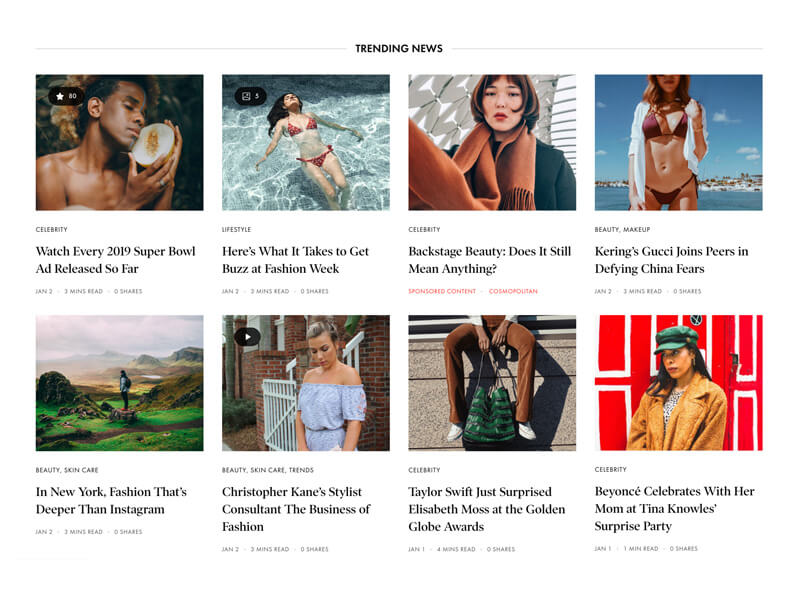 TRENDING NEWS
80
5
CELEBRITY
Watch Every 2019 Super Bowl
Ad Released So Far
JAN 2 - 3 MINS READ - 0 SHARES
LIFESTYLE
Here's What It Takes to Get
Buzz at Fashion Week
JAN 2 - 3 MINS READ - 0 SHARES
CELEBRITY
Backstage Beauty: Does It Still
Mean Anything?
SPONSORED CONTENT - COSMOPOLITAN
BEAUTY, MAKEUP
Kering's Gucci Joins Peers in
Defying China Fears
JAN 2 - 3 MINS READ - 0 SHARES
BEAUTY, SKIN CARE
In New York, Fashion That's
Deeper Than Instagram
JAN 2 - 3 MINS READ - 0 SHARES
BEAUTY, SKIN CARE, TRENDS
Christopher Kane's Stylist
Consultant The Business of
Fashion
JAN 2 - 3 MINS READ - 0 SHARES
CELEBRITY
Taylor Swift Just Surprised
Elisabeth Moss at the Golden
Globe Awards
JAN 1 - 4 MINS READ - 0 SHARES
CELEBRITY
Beyoncé Celebrates With Her
Mom at Tina Knowles'
Surprise Party
JAN 1 - 1 MIN READ - 0 SHARES